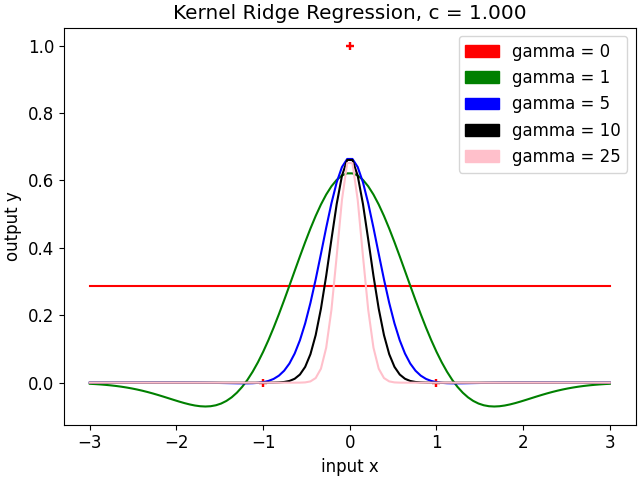 Kernel Ridge Regression, c = 1.000
gamma = 0
gamma = 1
gamma = 5
gamma = 10
gamma = 25
1.0
0.8
0.6
0.4
0.2
0.0
output y
−3
−2
−1
0
1
2
3
input x